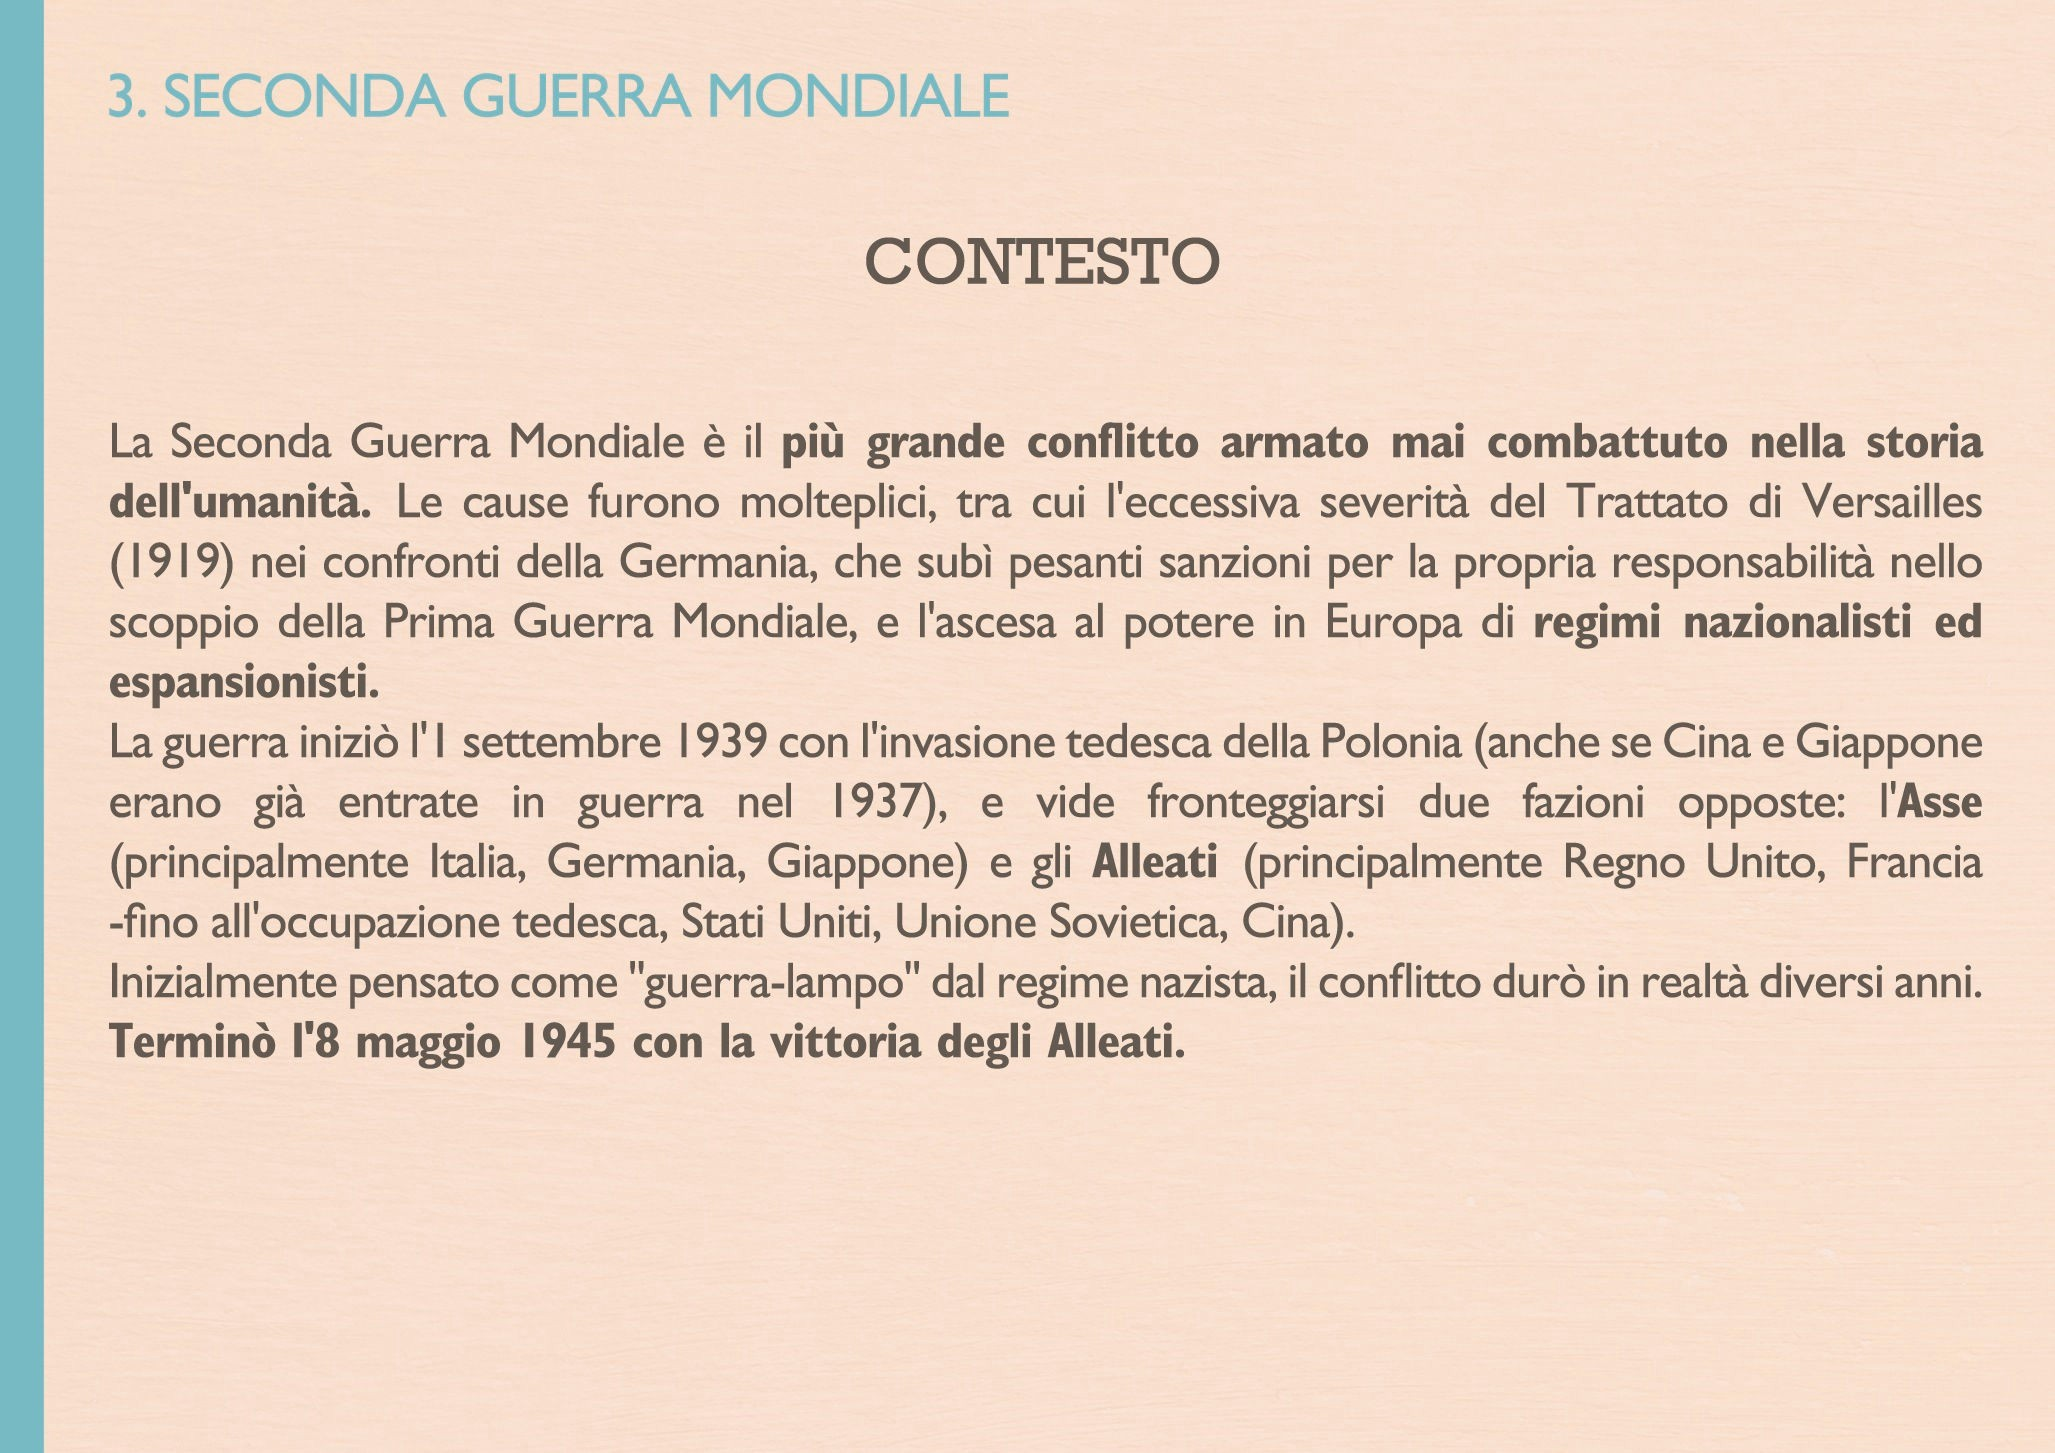 3. SECONDA GUERRA MONDIALE
CONTESTO
La Seconda Guerra Mondiale è il più grande conflitto armato mai combattuto nella storia
dell'umanità. Le cause furono molteplici, tra cui l'eccessiva severità del Trattato di Versailles
(1919) nei confronti della Germania, che subì pesanti sanzioni per la propria responsabilità nello
scoppio della Prima Guerra Mondiale, e l'ascesa al potere in Europa di regimi nazionalisti ed
espansionisti.
La guerra iniziò l'1 settembre 1939 con l'invasione tedesca della Polonia (anche se Cina e Giappone
erano già entrate in guerra nel 1937), e vide fronteggiarsi due fazioni opposte: l'Asse
(principalmente Italia, Germania, Giappone) e gli Alleati (principalmente Regno Unito, Francia
-fino all'occupazione tedesca, Stati Uniti, Unione Sovietica, Cina).
Inizialmente pensato come "guerra-lampo" dal regime nazista, il conflitto durò in realtà diversi anni.
Terminò l'8 maggio 1945 con la vittoria degli Alleati.